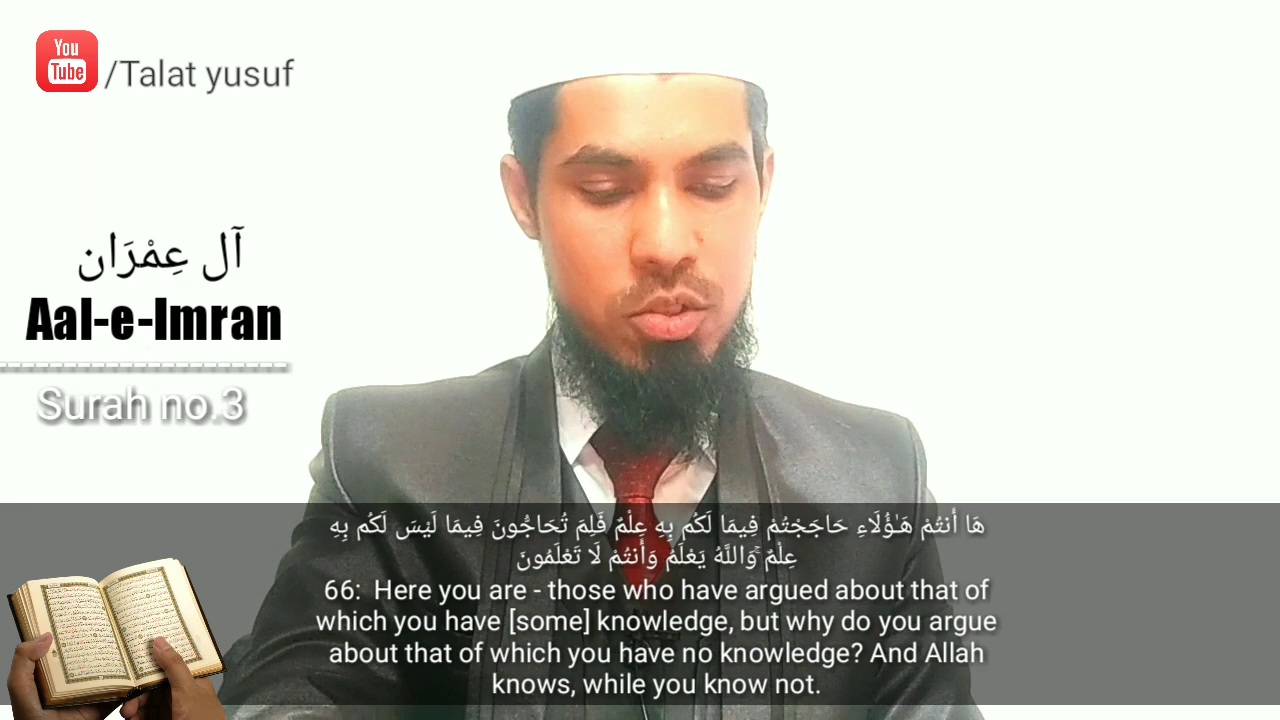 You
Tube
/Talat yusuf
آل عِمْرَان
Aal-e-Imran
Surah no.3
هَا أَنتُمْ هَـٰؤُلَاءِ حَاجَجْتُمْ فِيمَا لَكُم بِهِ عِلْمٌ فَلِمَ تُحَاجُّونَ فِيمَا لَيْسَ لَكُم بِهِ
عِلْمٌ ۚ وَاللَّهُ يَعْلَمُ وَأَنتُمْ لَا تَعْلَمُونَ
66:  Here you are - those who have argued about that of
which you have [some] knowledge, but why do you argue
about that of which you have no knowledge? And Allah
knows, while you know not.